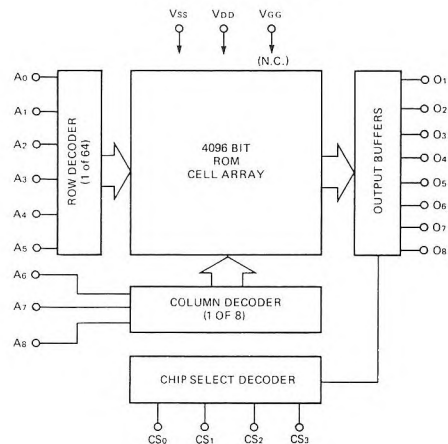 VSS VDD VGG
(N.C.)
A0
A1
A2
A3
A4
A5
A6
A7
A8
ROW DECODER
(1 of 64)
4096 BIT
ROM
CELL ARRAY
OUTPUT BUFFERS
O1
O2
O3
O4
O5
O6
O7
O8
COLUMN DECODER
(1 OF 8)
CHIP SELECT DECODER
CS0 CS1 CS2 CS3